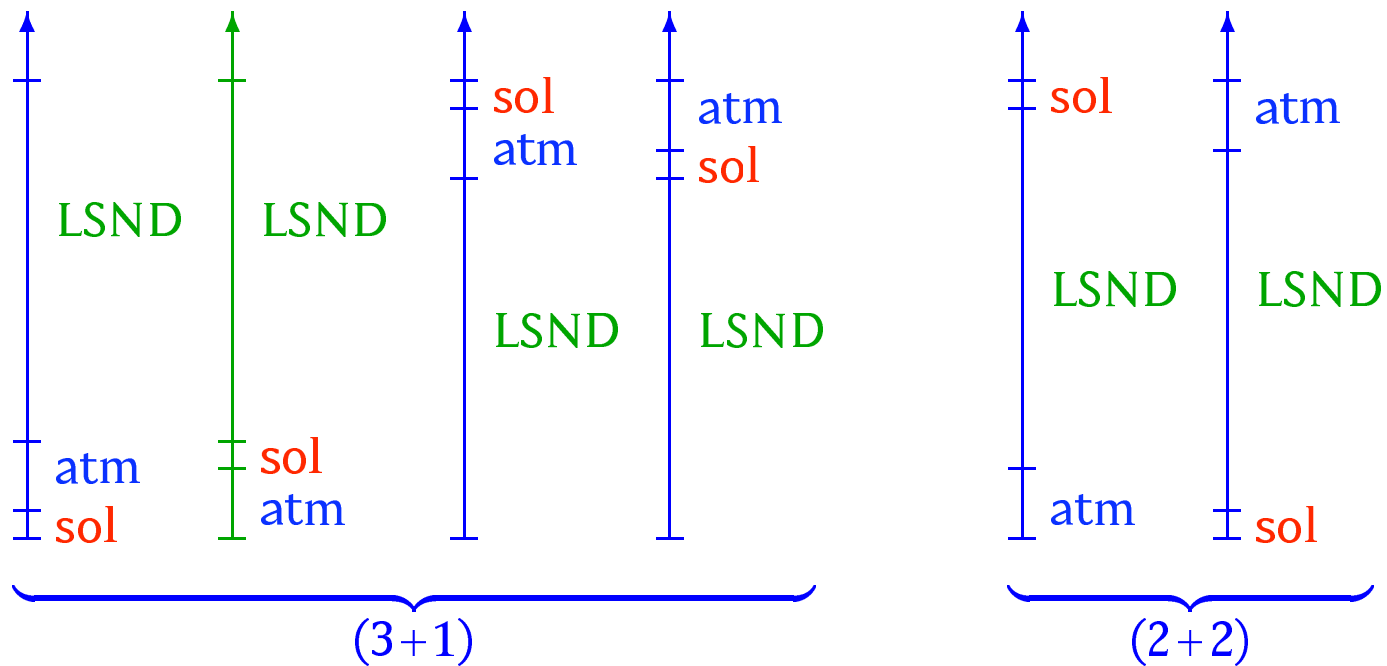 sol
atm
sol
atm
atm
sol
LSND
LSND
LSND
LSND
LSND
LSND
atm
sol
sol
atm
atm
sol
(3+1)
(2+2)